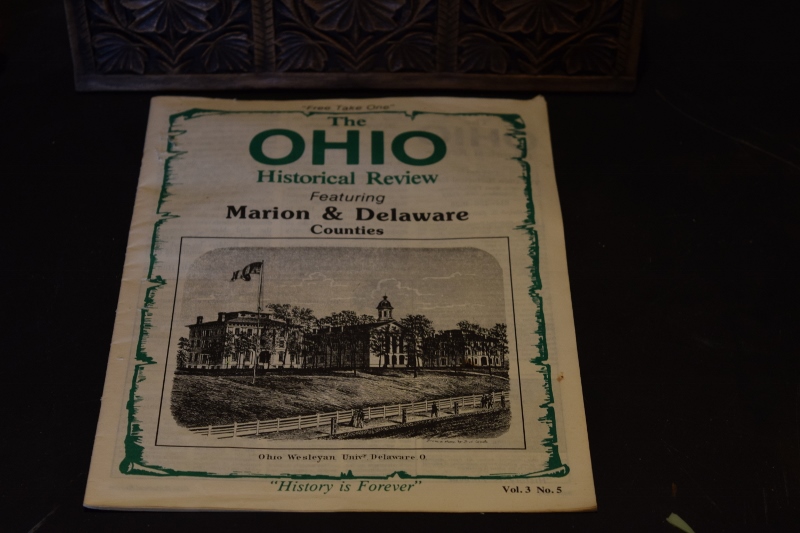 "Free Take One"
The
OHIO
Historical Review
Featuring
Marion & Delaware
Counties
Ohio Wesleyan Univ. Delaware O.
"History is Forever"
Vol. 3 No. 5